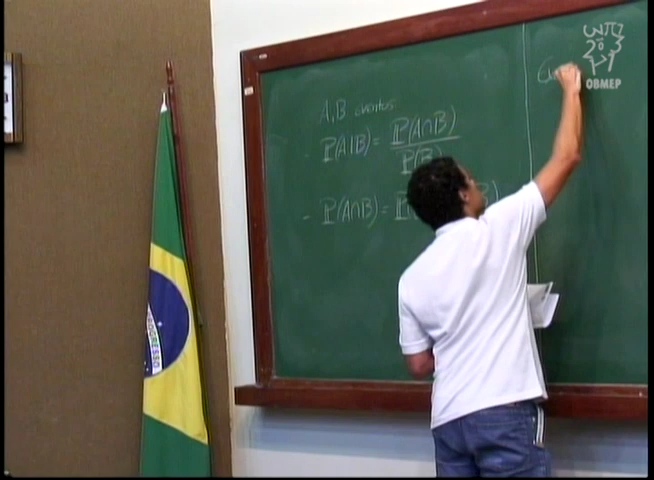 A,B eventos
P(A|B) = P(A∩B)
P(B)
- P(A∩B) = P(
OBMEP